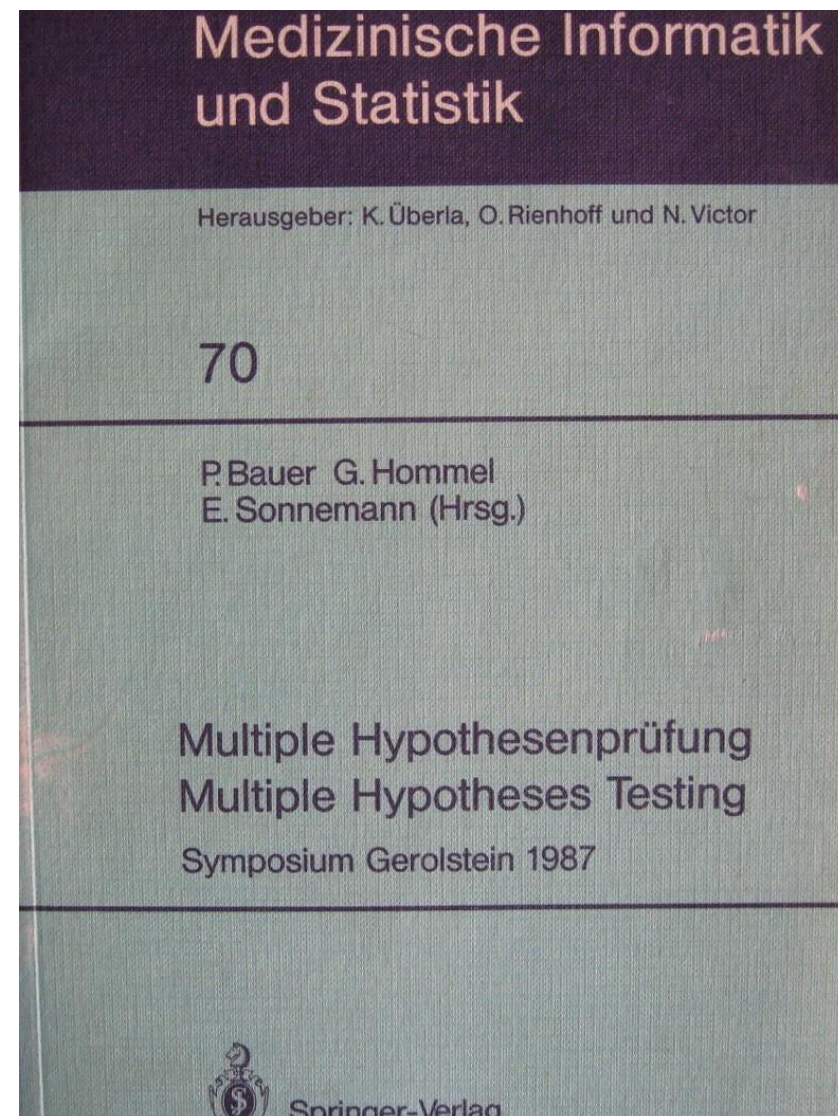 Medizinische Informatik
und Statistik
Herausgeber: K. Überla, O. Rienhoff und N. Victor
70
P. Bauer G. Hommel
E. Sonnemann (Hrsg.)
Multiple Hypothesenprüfung
Multiple Hypotheses Testing
Symposium Gerolstein 1987
Springer-Verlag